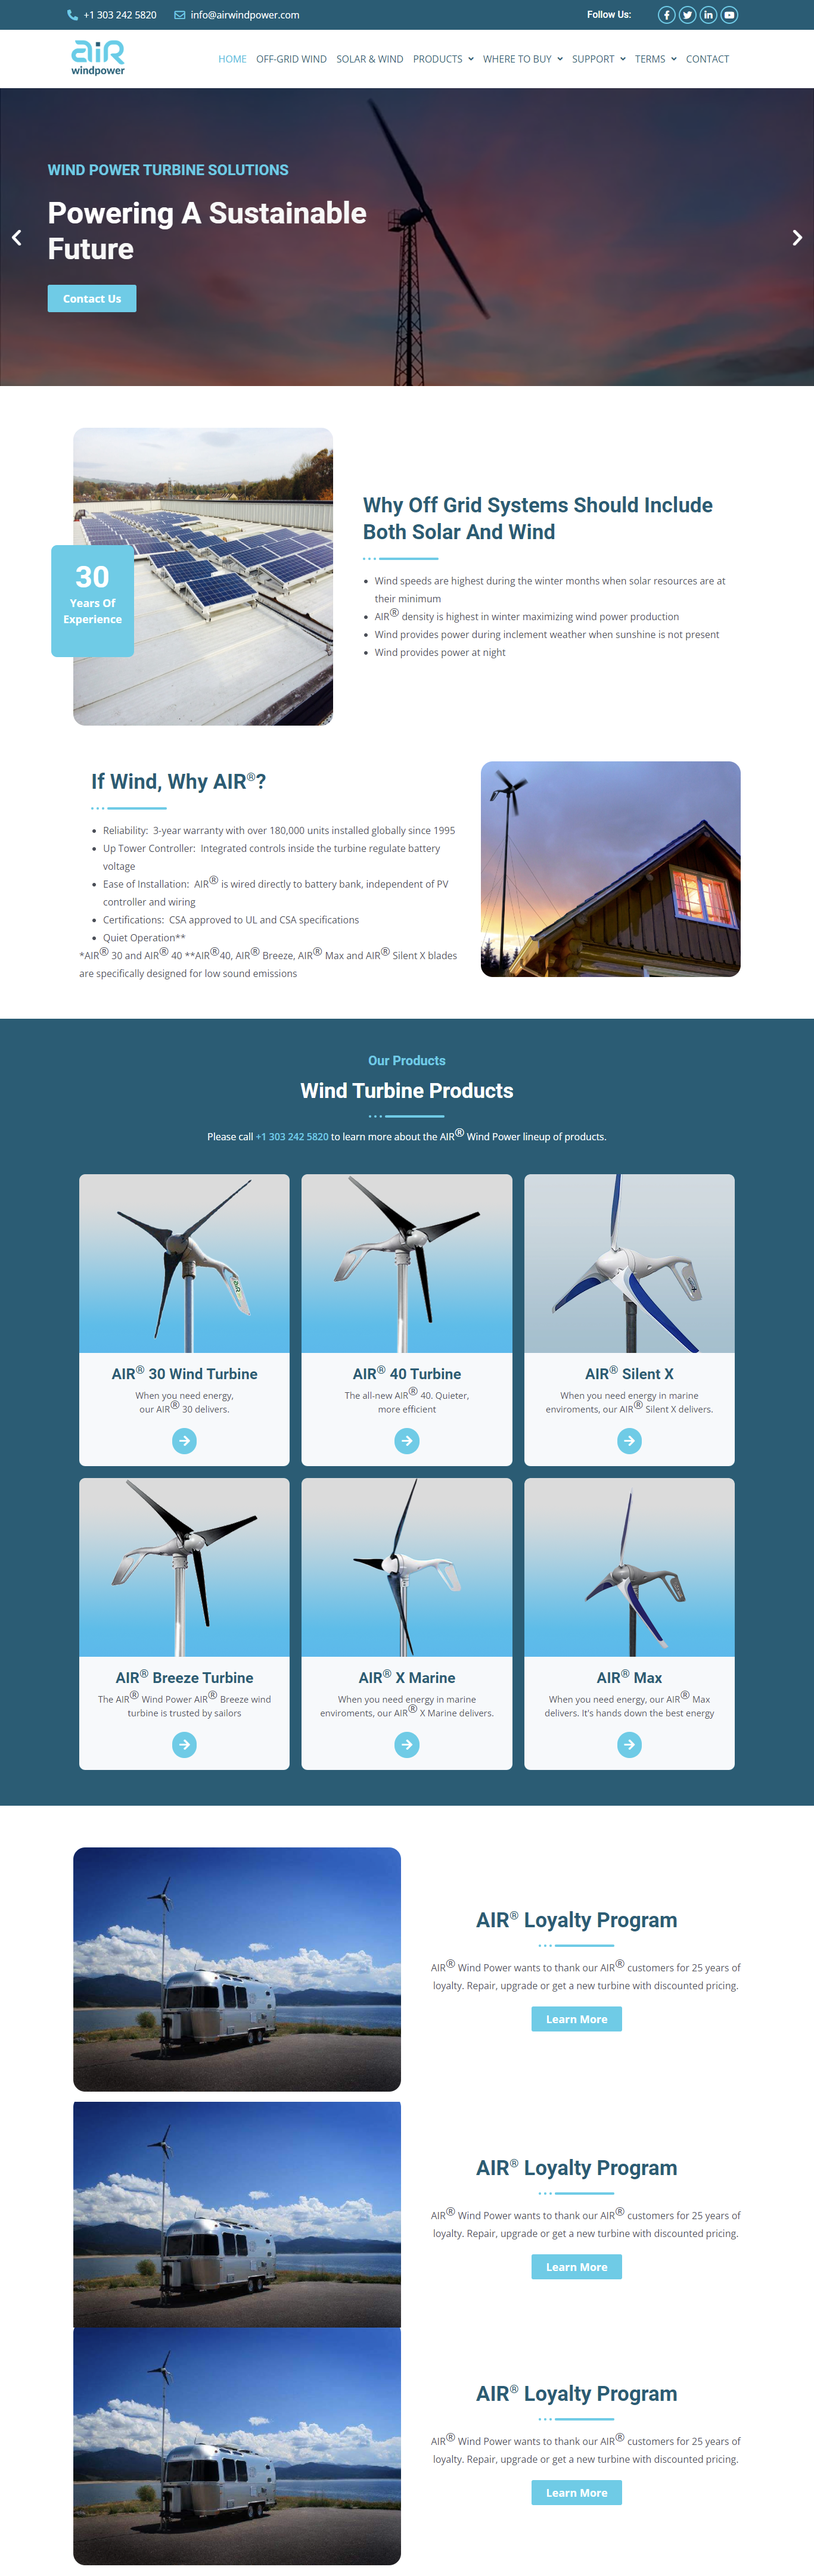 +1 303 242 5820 info@airwindpower.com Follow Us:
aiR
windpower
HOME OFF-GRID WIND SOLAR & WIND PRODUCTS WHERE TO BUY SUPPORT TERMS CONTACT
WIND POWER TURBINE SOLUTIONS
Powering A Sustainable
Future
Contact Us
30
Years Of
Experience
Why Off Grid Systems Should Include
Both Solar And Wind
Wind speeds are highest during the winter months when solar resources are at
their minimum
AIR® density is highest in winter maximizing wind power production
Wind provides power during inclement weather when sunshine is not present
Wind provides power at night
If Wind, Why AIR®?
Reliability: 3-year warranty with over 180,000 units installed globally since 1995
Up Tower Controller: Integrated controls inside the turbine regulate battery
voltage
Ease of Installation: AIR® is wired directly to battery bank, independent of PV
controller and wiring
Certifications: CSA approved to UL and CSA specifications
Quiet Operation**
*AIR® 30 and AIR® 40 **AIR®40, AIR® Breeze, AIR® Max and AIR® Silent X blades
are specifically designed for low sound emissions
Our Products
Wind Turbine Products
Please call +1 303 242 5820 to learn more about the AIR® Wind Power lineup of products.
AIR® 30 Wind Turbine
When you need energy,
our AIR® 30 delivers.
AIR® 40 Turbine
The all-new AIR® 40. Quieter,
more efficient
AIR® Silent X
When you need energy in marine
enviroments, our AIR® Silent X delivers.
AIR® Breeze Turbine
The AIR® Wind Power AIR® Breeze wind
turbine is trusted by sailors
AIR® X Marine
When you need energy in marine
enviroments, our AIR® X Marine delivers.
AIR® Max
When you need energy, our AIR® Max
delivers. It's hands down the best energy
AIR® Loyalty Program
AIR® Wind Power wants to thank our AIR® customers for 25 years of
loyalty. Repair, upgrade or get a new turbine with discounted pricing.
Learn More
AIR® Loyalty Program
AIR® Wind Power wants to thank our AIR® customers for 25 years of
loyalty. Repair, upgrade or get a new turbine with discounted pricing.
Learn More
AIR® Loyalty Program
AIR® Wind Power wants to thank our AIR® customers for 25 years of
loyalty. Repair, upgrade or get a new turbine with discounted pricing.
Learn More